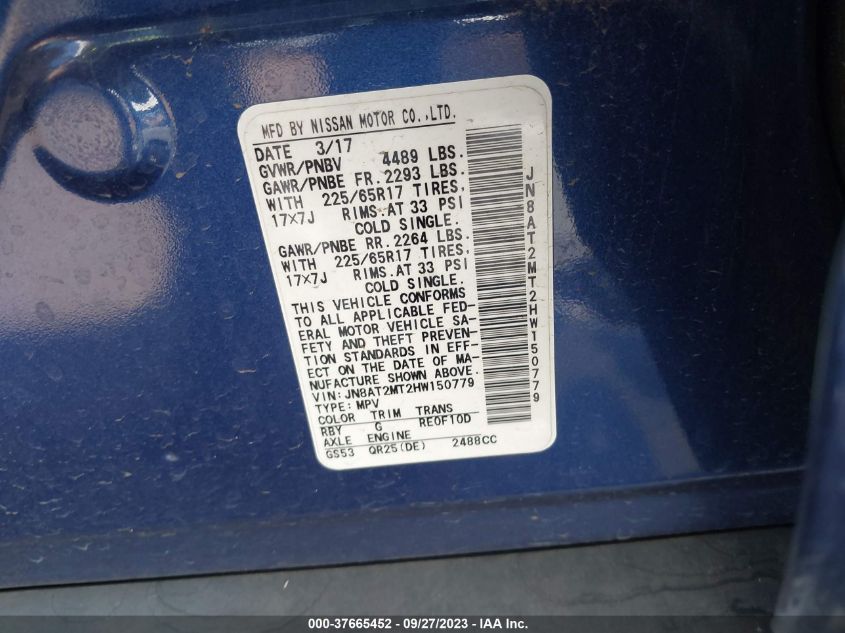 MFD BY NISSAN MOTOR CO.,LTD.
DATE 3/17
GVWR/PNBV 4489 LBS.
GAWR/PNBE FR. 2293 LBS.
WITH 225/65R17 TIRES,
17X7J RIMS.AT 33 PSI
COLD SINGLE.
GAWR/PNBE RR. 2264 LBS.
WITH 225/65R17 TIRES,
17X7J RIMS.AT 33 PSI
COLD SINGLE.
THIS VEHICLE CONFORMS
TO ALL APPLICABLE FED-
ERAL MOTOR VEHICLE SA-
FETY AND THEFT PREVEN-
TION STANDARDS IN EFF-
ECT ON THE DATE OF MA-
NUFACTURE SHOWN ABOVE.
VIN:JN8AT2MT2HW150779
TYPE:MPV
COLOR TRIM TRANS
RBY G RE0F10D
AXLE ENGINE
GS53 QR25(DE) 2488CC
JN8AT2MT2HW150779
000-37665452 - 09/27/2023 - IAA Inc.